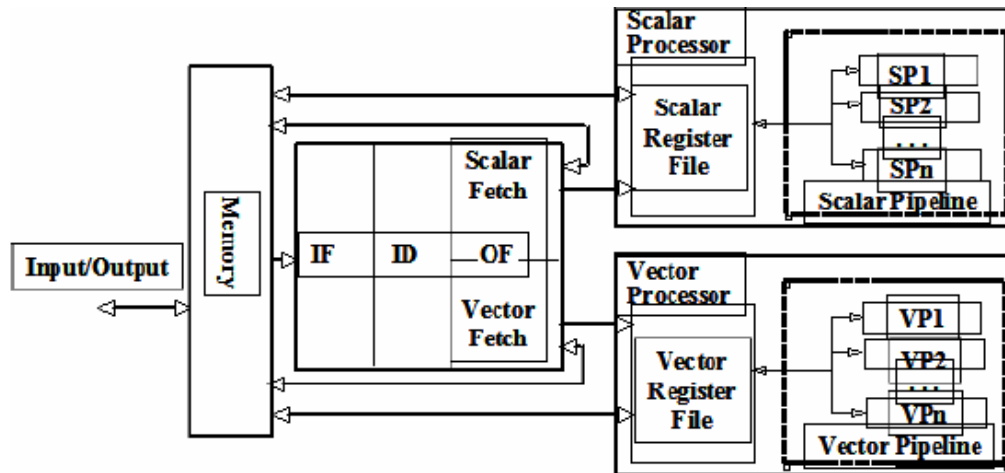 Input/Output
Memory
IF
ID
OF
Scalar
Fetch
Vector
Fetch
Scalar
Processor
Scalar
Register
File
SP1
SP2
. . .
SPn
Scalar Pipeline
Vector
Processor
Vector
Register
File
VP1
VP2
...
VPn
Vector Pipeline